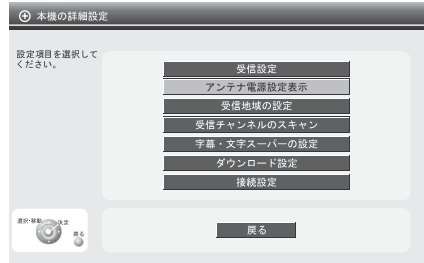 本機の詳細設定
設定項目を選択して
ください。
受信設定
アンテナ電源設定表示
受信地域の設定
受信チャンネルのスキャン
字幕・文字スーパーの設定
ダウンロード設定
接続設定
選択・移動
決定
戻る
戻る